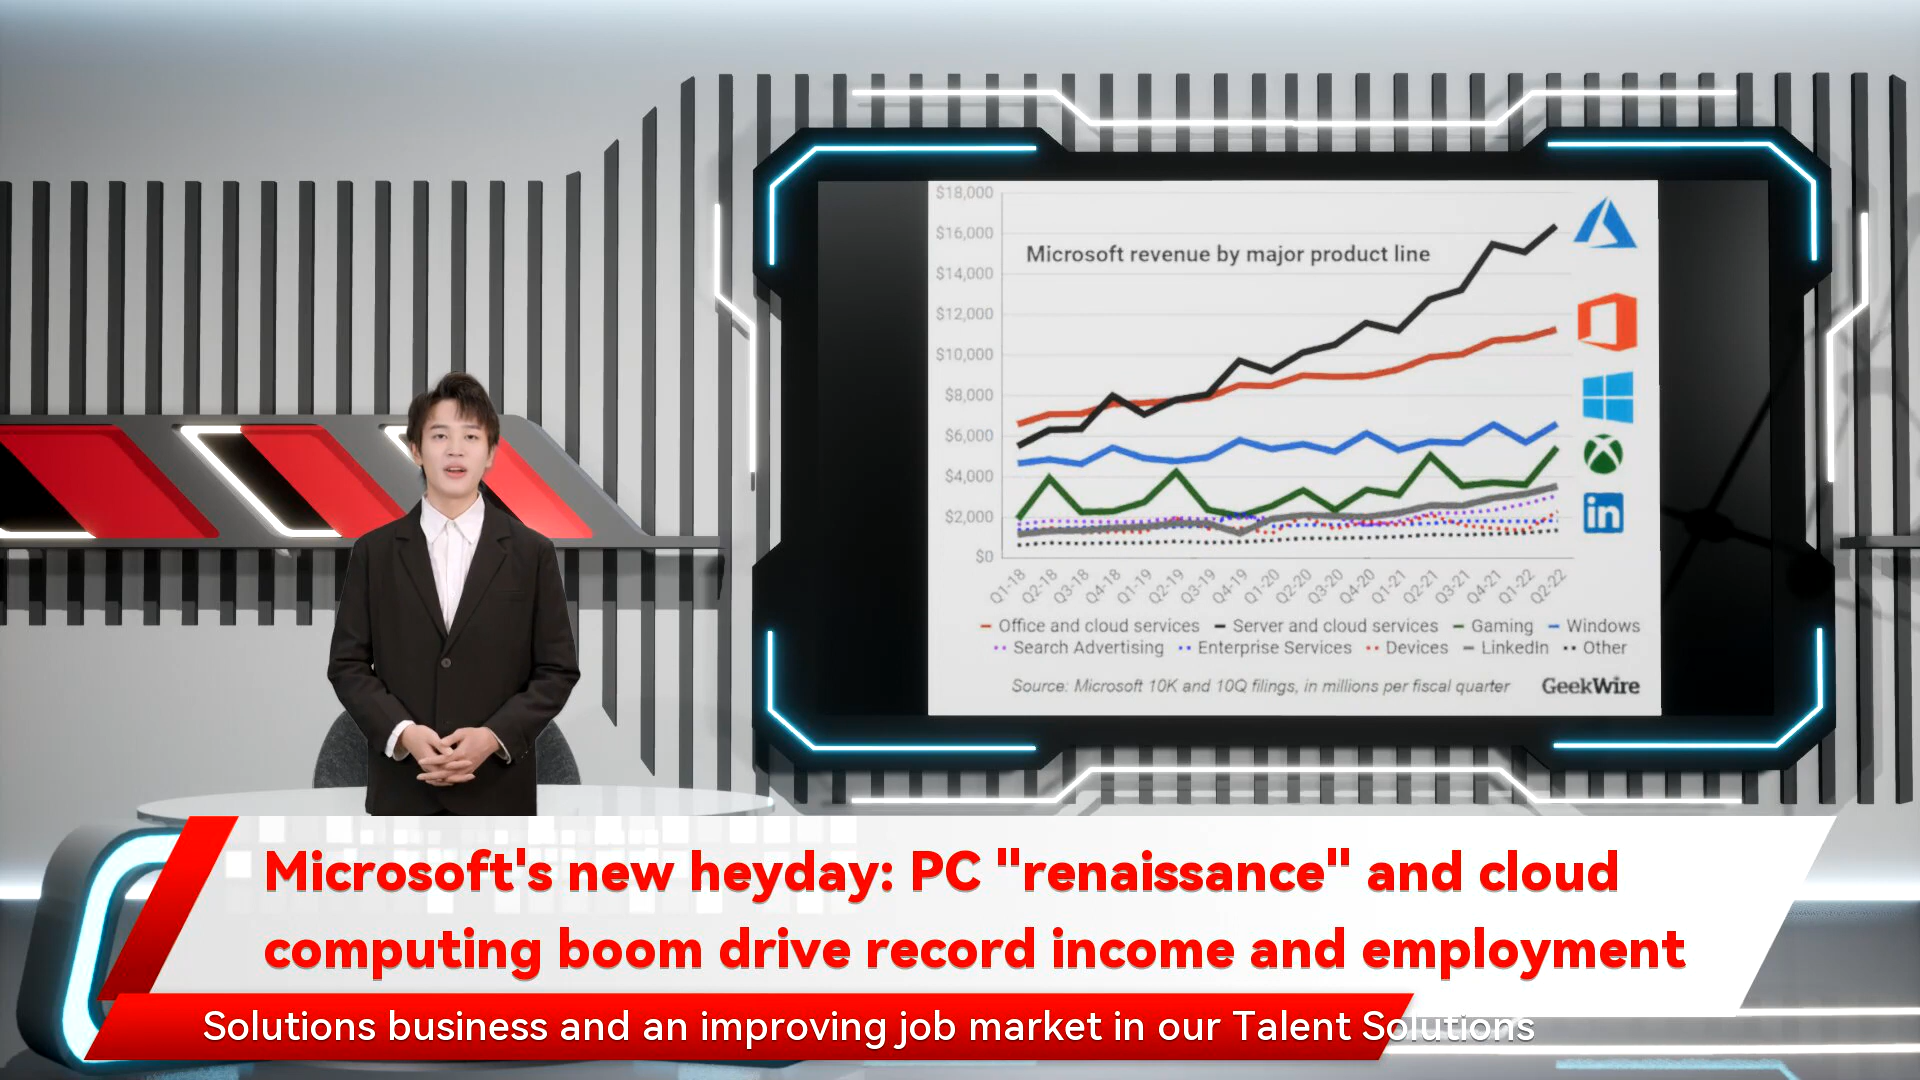 $18,000
$16,000
$14,000
$12,000
$10,000
$8,000
$6,000
$4,000
$2,000
$0
Microsoft revenue by major product line
Q1-18 Q2-18 Q3-18 Q4-18 Q1-19 Q2-19 Q3-19 Q4-19 Q1-20 Q2-20 Q3-20 Q4-20 Q1-21 Q2-21 Q3-21 Q4-21 Q1-22 Q2-22
Office and cloud services Server and cloud services Gaming Windows
Search Advertising Enterprise Services Devices LinkedIn Other
Source: Microsoft 10K and 10Q filings, in millions per fiscal quarter GeekWire
in
Microsoft's new heyday: PC "renaissance" and cloud
computing boom drive record income and employment
Solutions business and an improving job market in our Talent Solutions